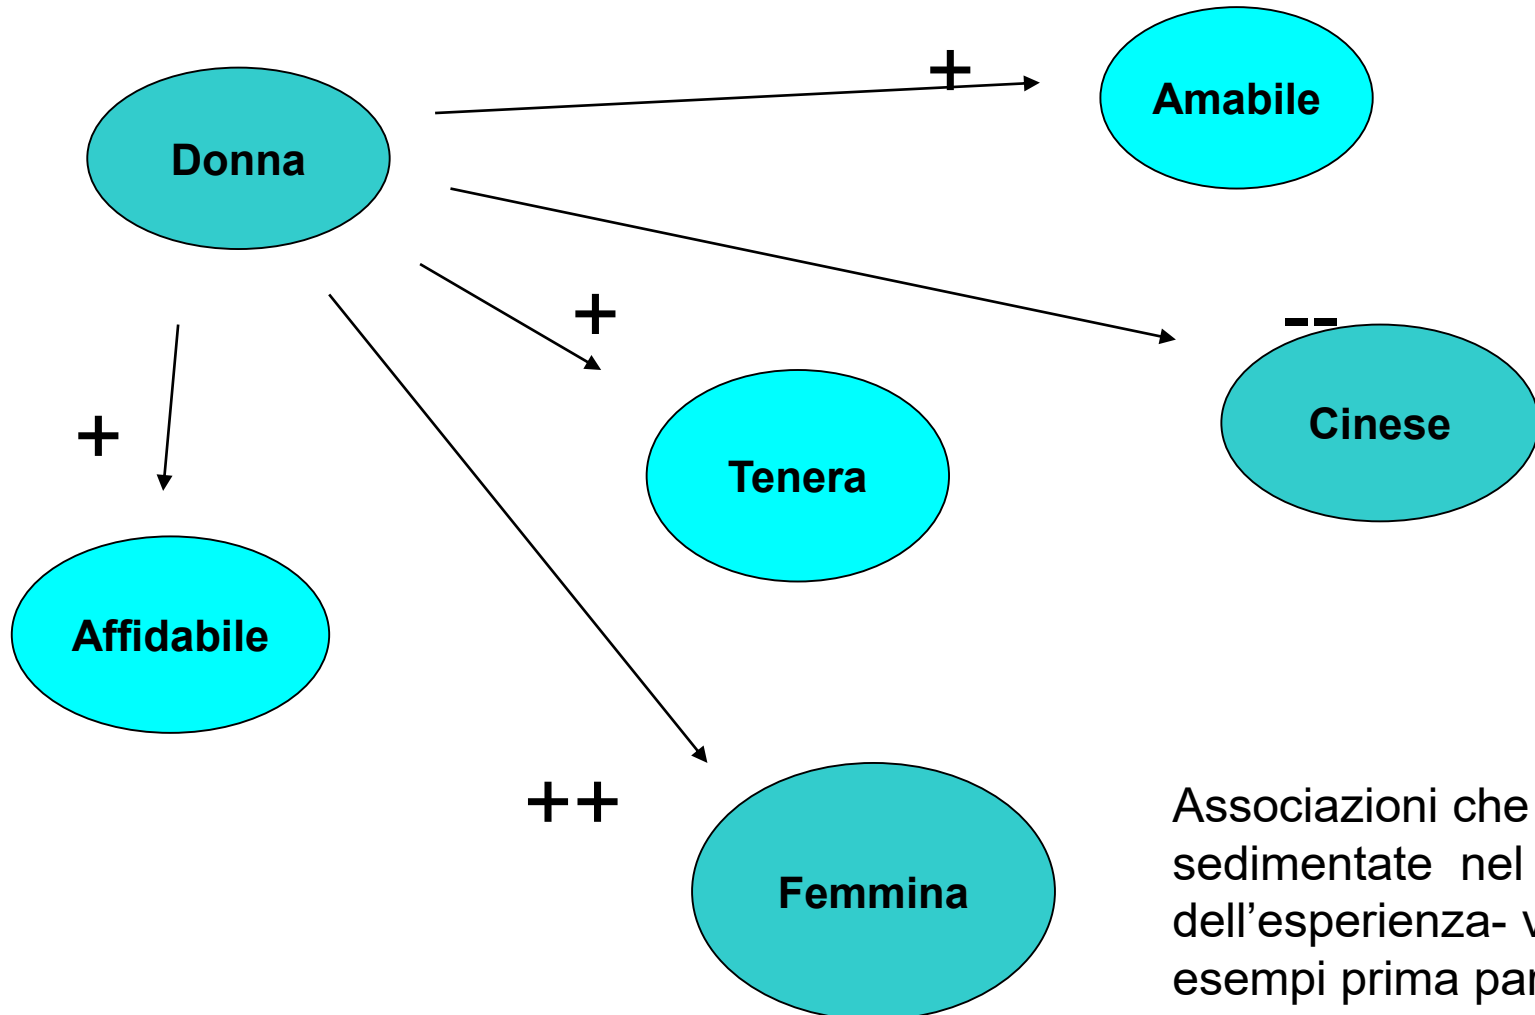 +
Amabile
Donna
+
--
Cinese
+
Tenera
Affidabile
++
Femmina
Associazioni che
sedimentate nel
dell’esperienza-
esempi prima